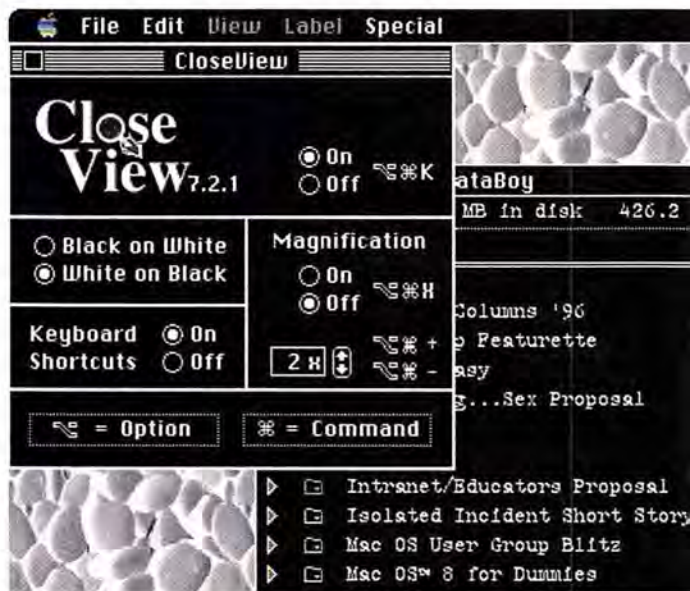 File Edit View Label Special
CloseView
Close
View 7.2.1
On
Off
⌥⌘K
Black on White
White on Black
Magnification
On
Off
⌥⌘X
Keyboard Shortcuts
On
Off
2 x
⌥⌘ +
⌥⌘ -
⌥ = Option
⌘ = Command
ataBoy
MB in disk 426.2
Columns '96
p Featurette
asy
g...Sex Proposal
Intranet/Educators Proposal
Isolated Incident Short Story
Mac OS User Group Blitz
Mac OS™ 8 for Dummies